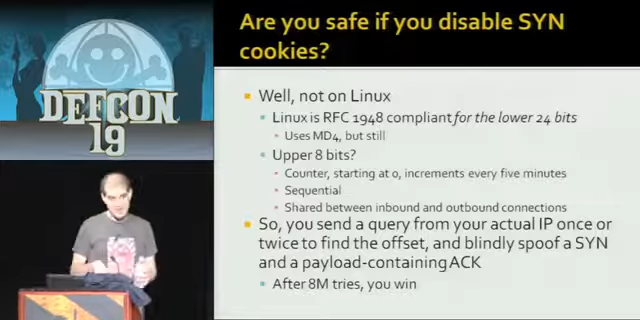 DEFCON
19
Are you safe if you disable SYN
cookies?
Well, not on Linux
Linux is RFC 1948 compliant for the lower 24 bits
Uses MD4, but still
Upper 8 bits?
Counter, starting at 0, increments every five minutes
Sequential
Shared between inbound and outbound connections
So, you send a query from your actual IP once or
twice to find the offset, and blindly spoof a SYN
and a payload-containing ACK
After 8M tries, you win